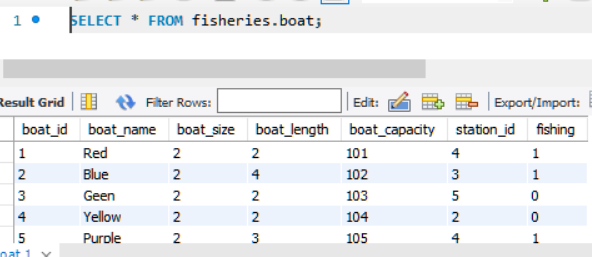 1 SELECT * FROM fisheries.boat;
Result Grid Filter Rows: Edit: Export/Import:
boat_id boat_name boat_size boat_length boat_capacity station_id fishing
1 Red 2 2 101 4 1
2 Blue 2 4 102 3 1
3 Geen 2 2 103 5 0
4 Yellow 2 2 104 2 0
5 Purple 2 3 105 4 1
oat 1